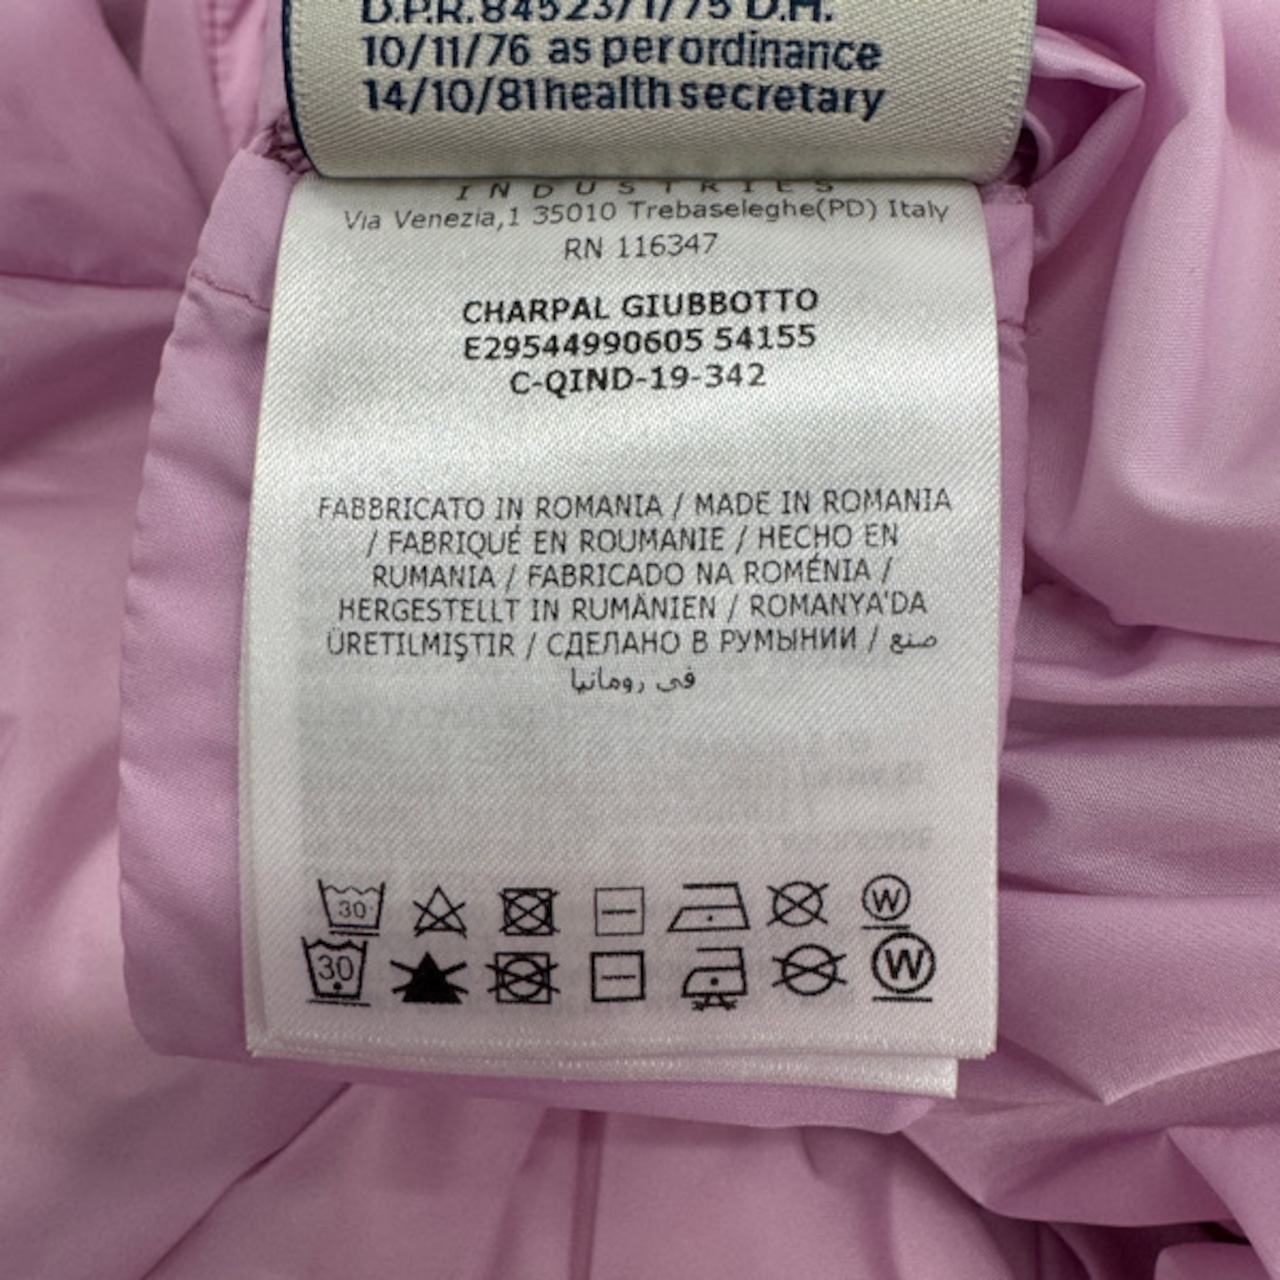 D.P.R. 84523/1/75 D.H.
10/11/76 as per ordinance
14/10/81 health secretary
INDUSTRIES
Via Venezia,1 35010 Trebaseleghe(PD) Italy
RN 116347
CHARPAL GIUBBOTTO
E29544990605 54155
C-QIND-19-342
FABBRICATO IN ROMANIA / MADE IN ROMANIA
/ FABRIQUÉ EN ROUMANIE / HECHO EN
RUMANIA / FABRICADO NA ROMÉNIA /
HERGESTELLT IN RUMÄNIEN / ROMANYA'DA
ÜRETILMIŞTIR / СДЕЛАНО В РУМЫНИИ / صنع
في رومانيا
30 W
30 W